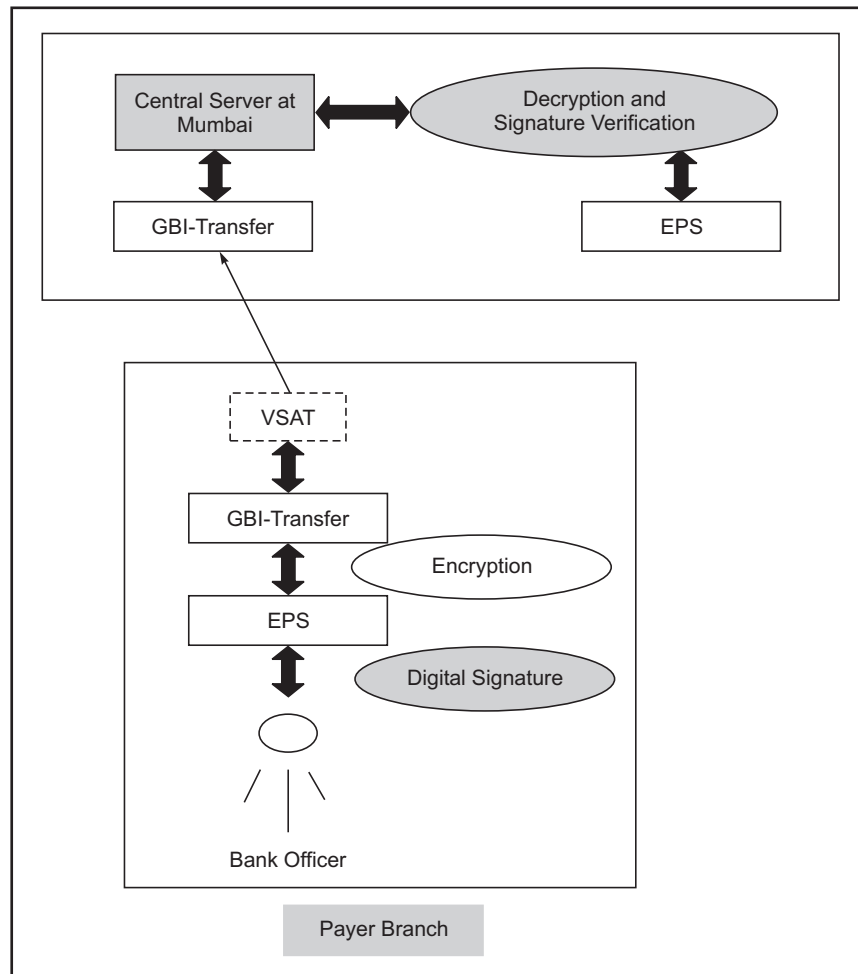 Central Server at
Mumbai
Decryption and
Signature Verification
GBI-Transfer
EPS
VSAT
GBI-Transfer
Encryption
EPS
Digital Signature
Bank Officer
Payer Branch